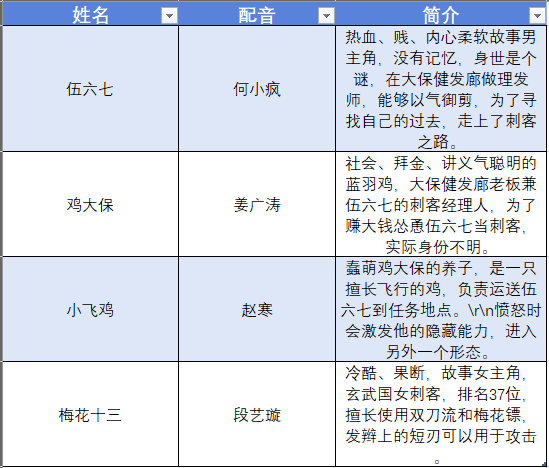 姓名 配音 简介
伍六七 何小疯 热血、贱、内心柔软故事男
主角，没有记忆，身世是个
谜，在大保健发廊做理发
师，能够以气御剪，为了寻
找自己的过去，走上了刺客
之路。
鸡大保 姜广涛 社会、拜金、讲义气聪明的
蓝羽鸡，大保健发廊老板兼
伍六七的刺客经理人，为了
赚大钱怂恿伍六七当刺客，
实际身份不明。
小飞鸡 赵寒 蠢萌鸡大保的养子，是一只
擅长飞行的鸡，负责运送伍
六七到任务地点。\r\n愤怒时
会激发他的隐藏能力，进入
另外一个形态。
梅花十三 段艺璇 冷酷、果断，故事女主角，
玄武国女刺客，排名37位，
擅长使用双刀流和梅花镖，
发辫上的短刃可以用于攻击
。